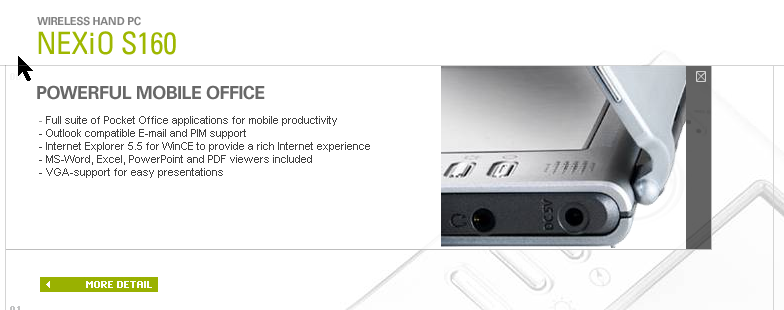 WIRELESS HAND PC
NEXiO S160
POWERFUL MOBILE OFFICE
- Full suite of Pocket Office applications for mobile productivity
- Outlook compatible E-mail and PIM support
- Internet Explorer 5.5 for WinCE to provide a rich Internet experience
- MS-Word, Excel, PowerPoint and PDF viewers included
- VGA-support for easy presentations
DC5V
MORE DETAIL